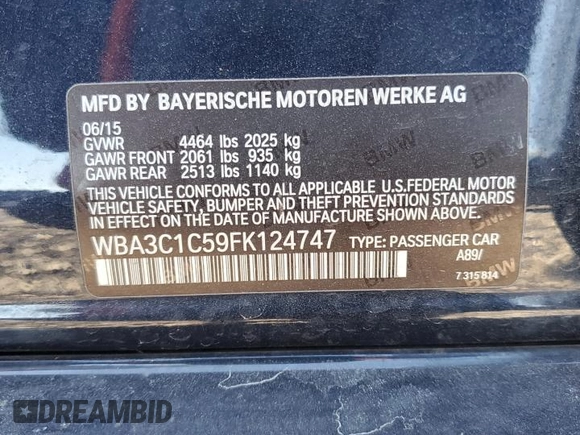 MFD BY BAYERISCHE MOTOREN WERKE AG
06/15
GVWR 4464 lbs 2025 kg
GAWR FRONT 2061 lbs 935 kg
GAWR REAR 2513 lbs 1140 kg
THIS VEHICLE CONFORMS TO ALL APPLICABLE U.S.FEDERAL MOTOR
VEHICLE SAFETY, BUMPER AND THEFT PREVENTION STANDARDS
IN EFFECT ON THE DATE OF MANUFACTURE SHOWN ABOVE.
WBA3C1C59FK124747 TYPE: PASSENGER CAR
A89/
7 315 814
BMW
DREAMBID